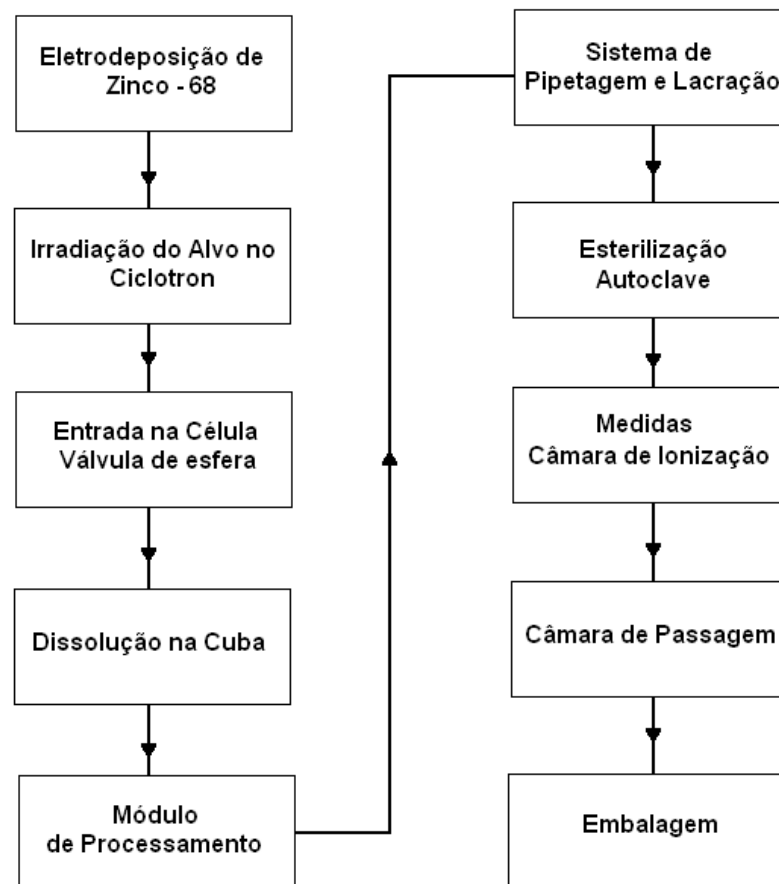 Eletrodeposição de
Zinco - 68
Irradiação do Alvo no
Ciclotron
Entrada na Célula
Válvula de esfera
Dissolução na Cuba
Módulo
de Processamento
Sistema de
Pipetagem e Lacração
Esterilização
Autoclave
Medidas
Câmara de Ionização
Câmara de Passagem
Embalagem